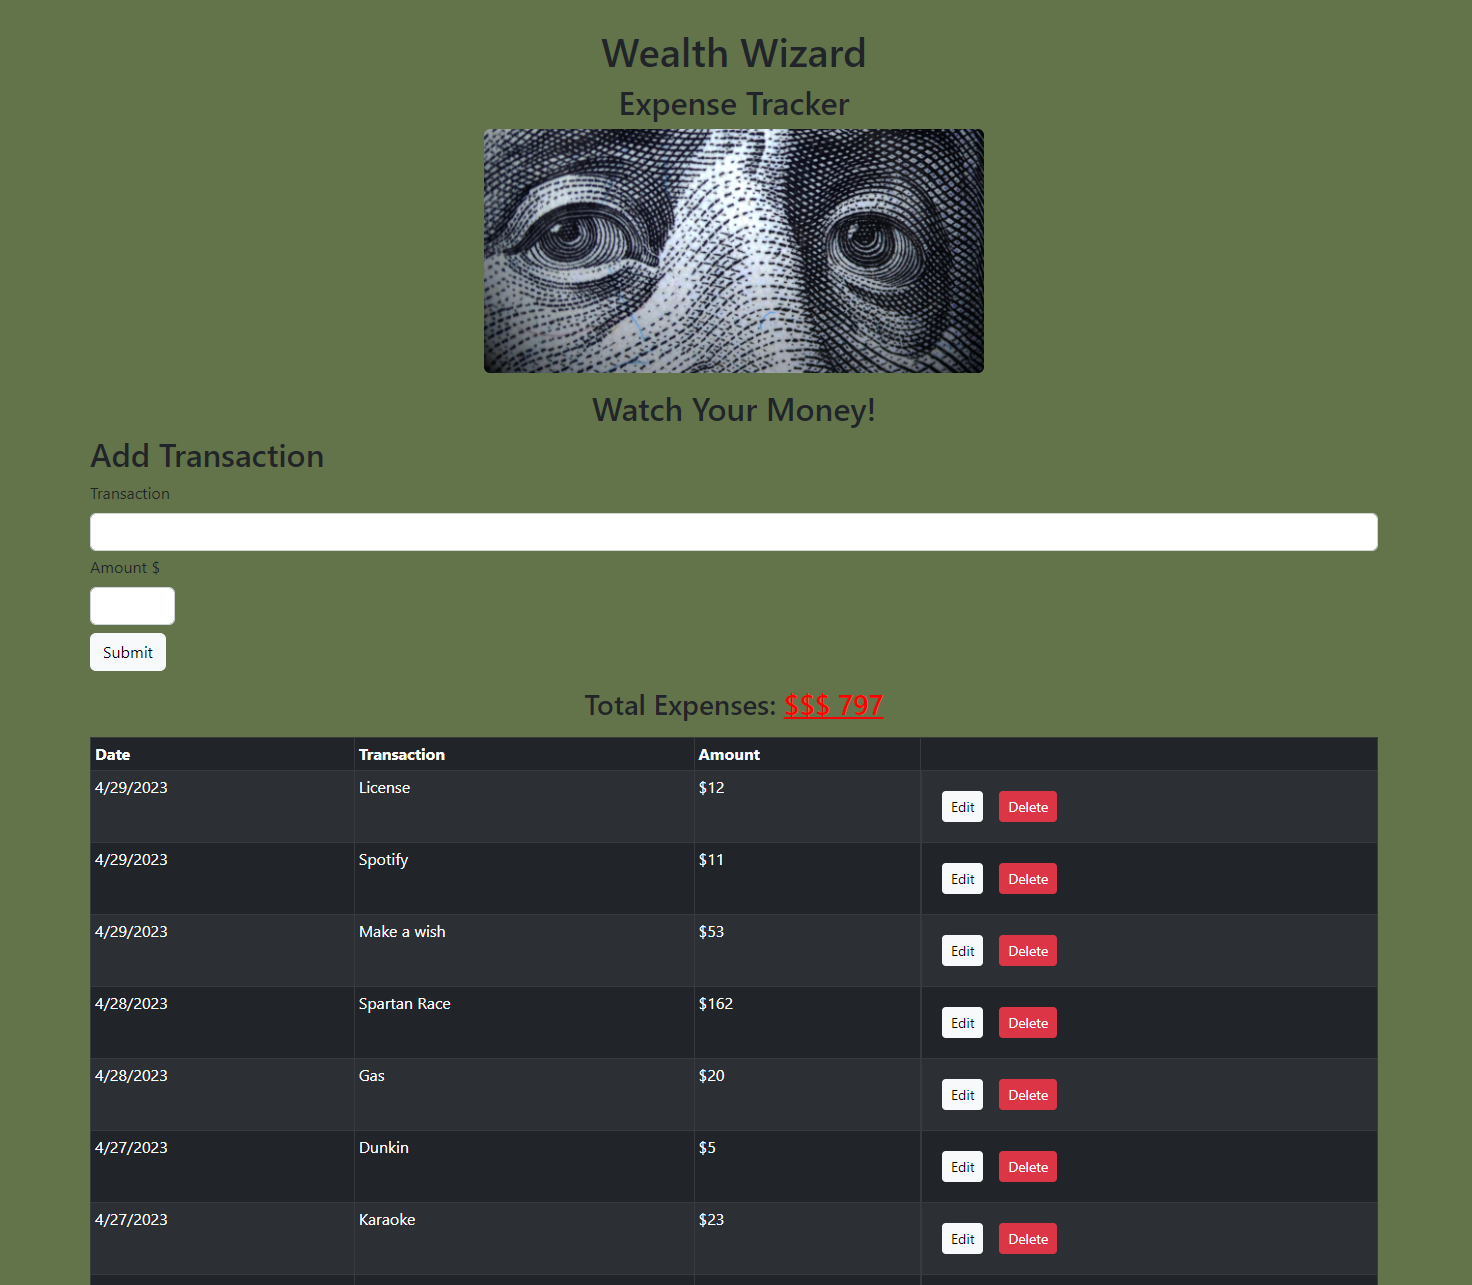 Wealth Wizard
Expense Tracker
Watch Your Money!
Add Transaction
Transaction
Amount $
Submit
Total Expenses: $$$ 797
Date Transaction Amount
4/29/2023 License $12 Edit Delete
4/29/2023 Spotify $11 Edit Delete
4/29/2023 Make a wish $53 Edit Delete
4/28/2023 Spartan Race $162 Edit Delete
4/28/2023 Gas $20 Edit Delete
4/27/2023 Dunkin $5 Edit Delete
4/27/2023 Karaoke $23 Edit Delete